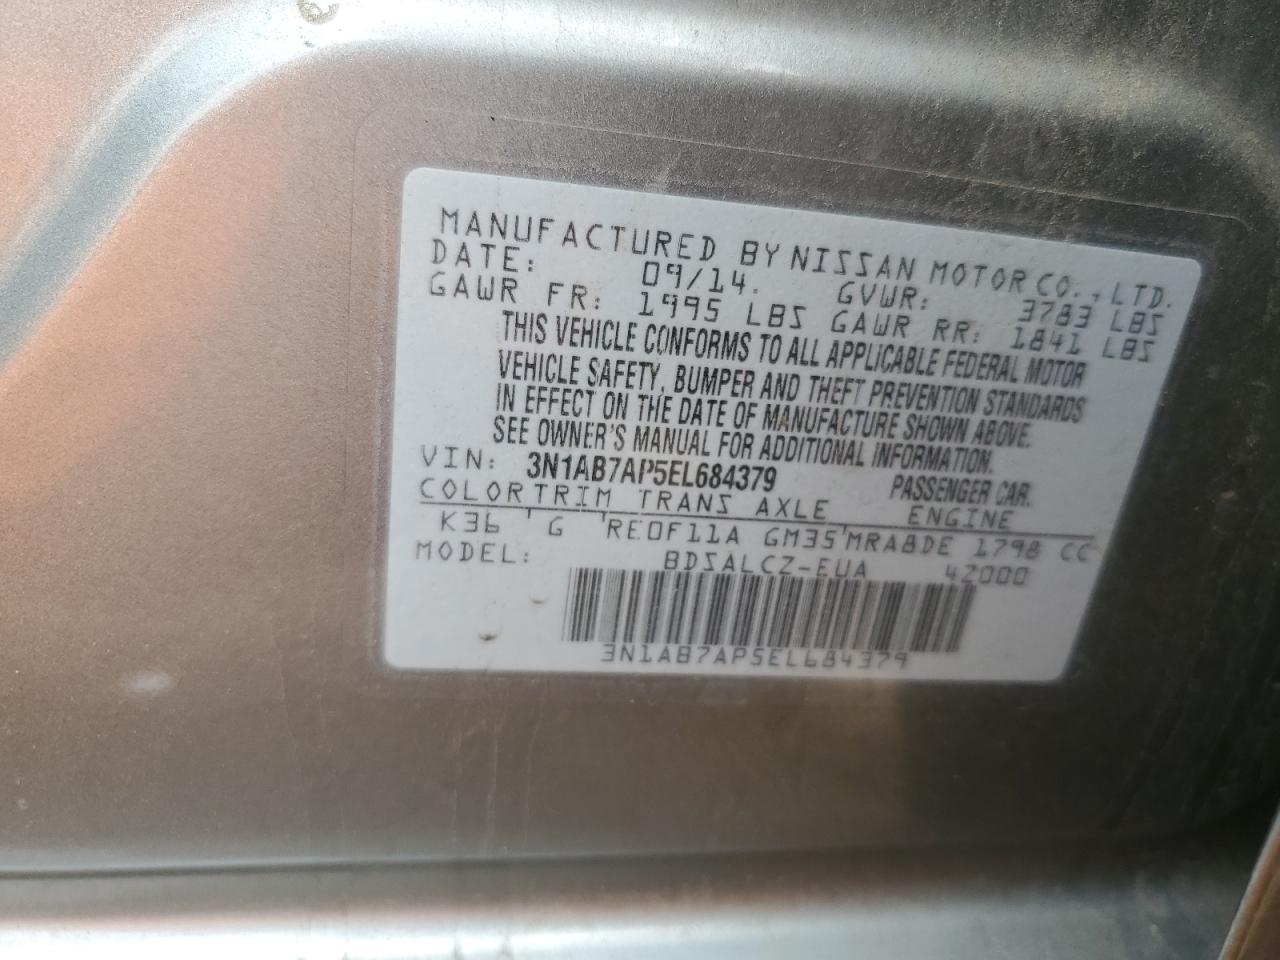 MANUFACTURED BY NISSAN MOTOR CO., LTD.
DATE: 09/14. GVWR: 3783 LBS
GAWR FR: 1995 LBS GAWR RR: 1841 LBS
THIS VEHICLE CONFORMS TO ALL APPLICABLE FEDERAL MOTOR
VEHICLE SAFETY, BUMPER AND THEFT PREVENTION STANDARDS
IN EFFECT ON THE DATE OF MANUFACTURE SHOWN ABOVE.
SEE OWNER'S MANUAL FOR ADDITIONAL INFORMATION.
VIN: 3N1AB7AP5EL684379 PASSENGER CAR.
COLOR TRIM TRANS AXLE ENGINE
K36 ' G 'RE0F11A GM35'MRA8DE 1798 CC
MODEL: BDSALCZ-EUA 4Z000
3N1AB7AP5EL684379